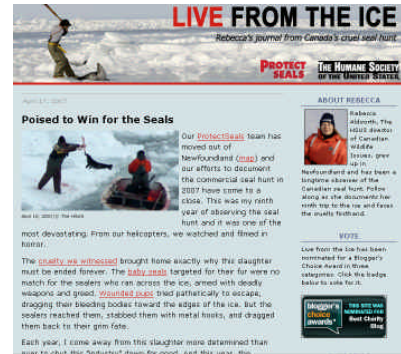 LIVE FROM THE ICE
Rebecca's journal from Canada's cruel seal hunt
PROTECT SEALS
THE HUMANE SOCIETY
OF THE UNITED STATES
April 17, 2007
Poised to Win for the Seals
Our ProtectSeals team has
moved out of
Newfoundland (map) and
our efforts to document
the commercial seal hunt in
2007 have come to a
close. This was my ninth
year of observing the seal
hunt and it was one of the
most devastating. From our helicopters, we watched and filmed in
horror.
The cruelty we witnessed brought home exactly why this slaughter
must be ended forever. The baby seals targeted for their fur were no
match for the sealers who ran across the ice, armed with deadly
weapons and greed. Wounded pups tried pathetically to escape,
dragging their bleeding bodies toward the edges of the ice. But the
sealers reached them, stabbed them with metal hooks, and dragged
them back to their grim fate.
Each year, I come away from this slaughter more determined than
ABOUT REBECCA
Rebecca
Aldworth, The
HSUS director
of Canadian
Wildlife
Issues, grew
up in
Newfoundland and has been a
longtime observer of the
Canadian seal hunt. Follow
along as she documents her
ninth trip to the ice and faces
the cruelty firsthand.
VOTE
Live from the Ice has been
nominated for a Blogger's
Choice Award in three
categories. Click the badge
below to vote for it.
blogger's
choice
awards
THIS SITE WAS
NOMINATED FOR
Best Charity
Blog